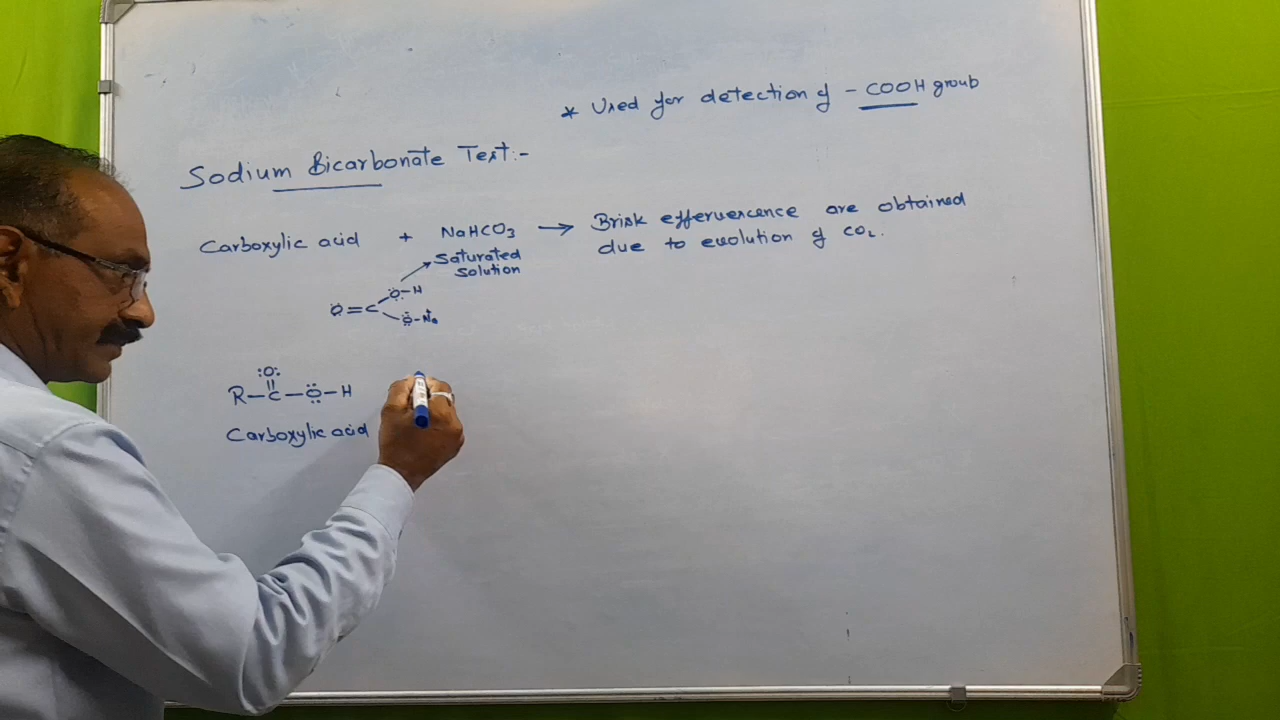 * Used for detection of - COOH group
Sodium Bicarbonate Test:-
Carboxylic acid + NaHCO3 → Brisk effervescence are obtained
due to evolution of CO2.
Saturated
solution
Ö-H
Ö=C
Ö-Na+
:O:
R-C-Ö-H
Carboxylic acid